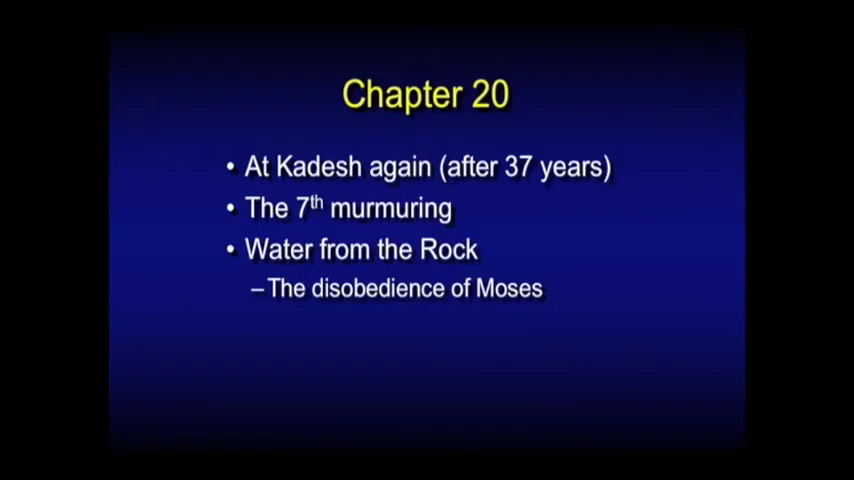 Chapter 20
• At Kadesh again (after 37 years)
• The 7th murmuring
• Water from the Rock
–The disobedience of Moses